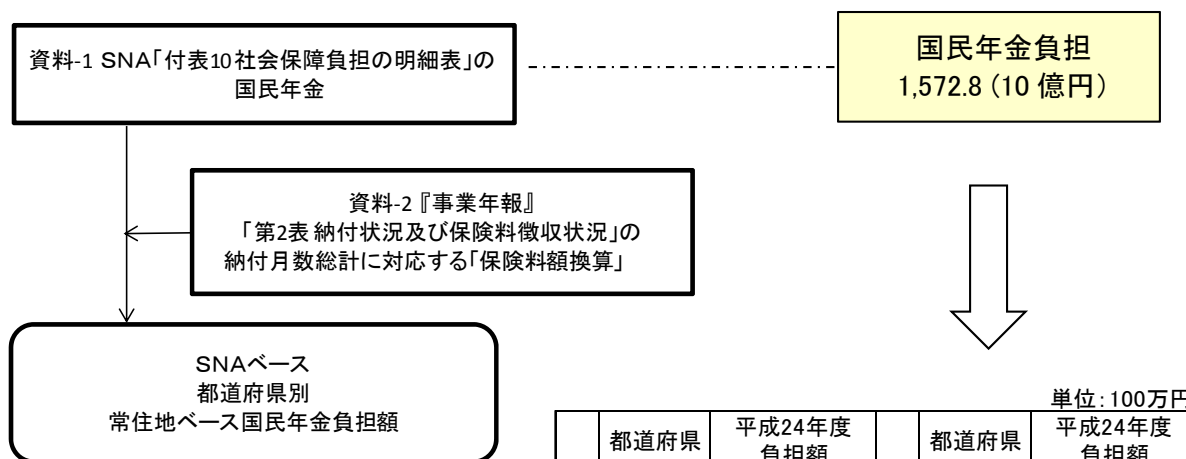 資料-1 SNA「付表10社会保障負担の明細表」の
国民年金
国民年金負担
1,572.8 (10 億円)
資料-2 『事業年報』
「第2表 納付状況及び保険料徴収状況」の
納付月数総計に対応する「保険料額換算」
SNAベース
都道府県別
常住地ベース国民年金負担額
単位：100万円
都道府県 平成24年度 負担額 都道府県 平成24年度 負担額